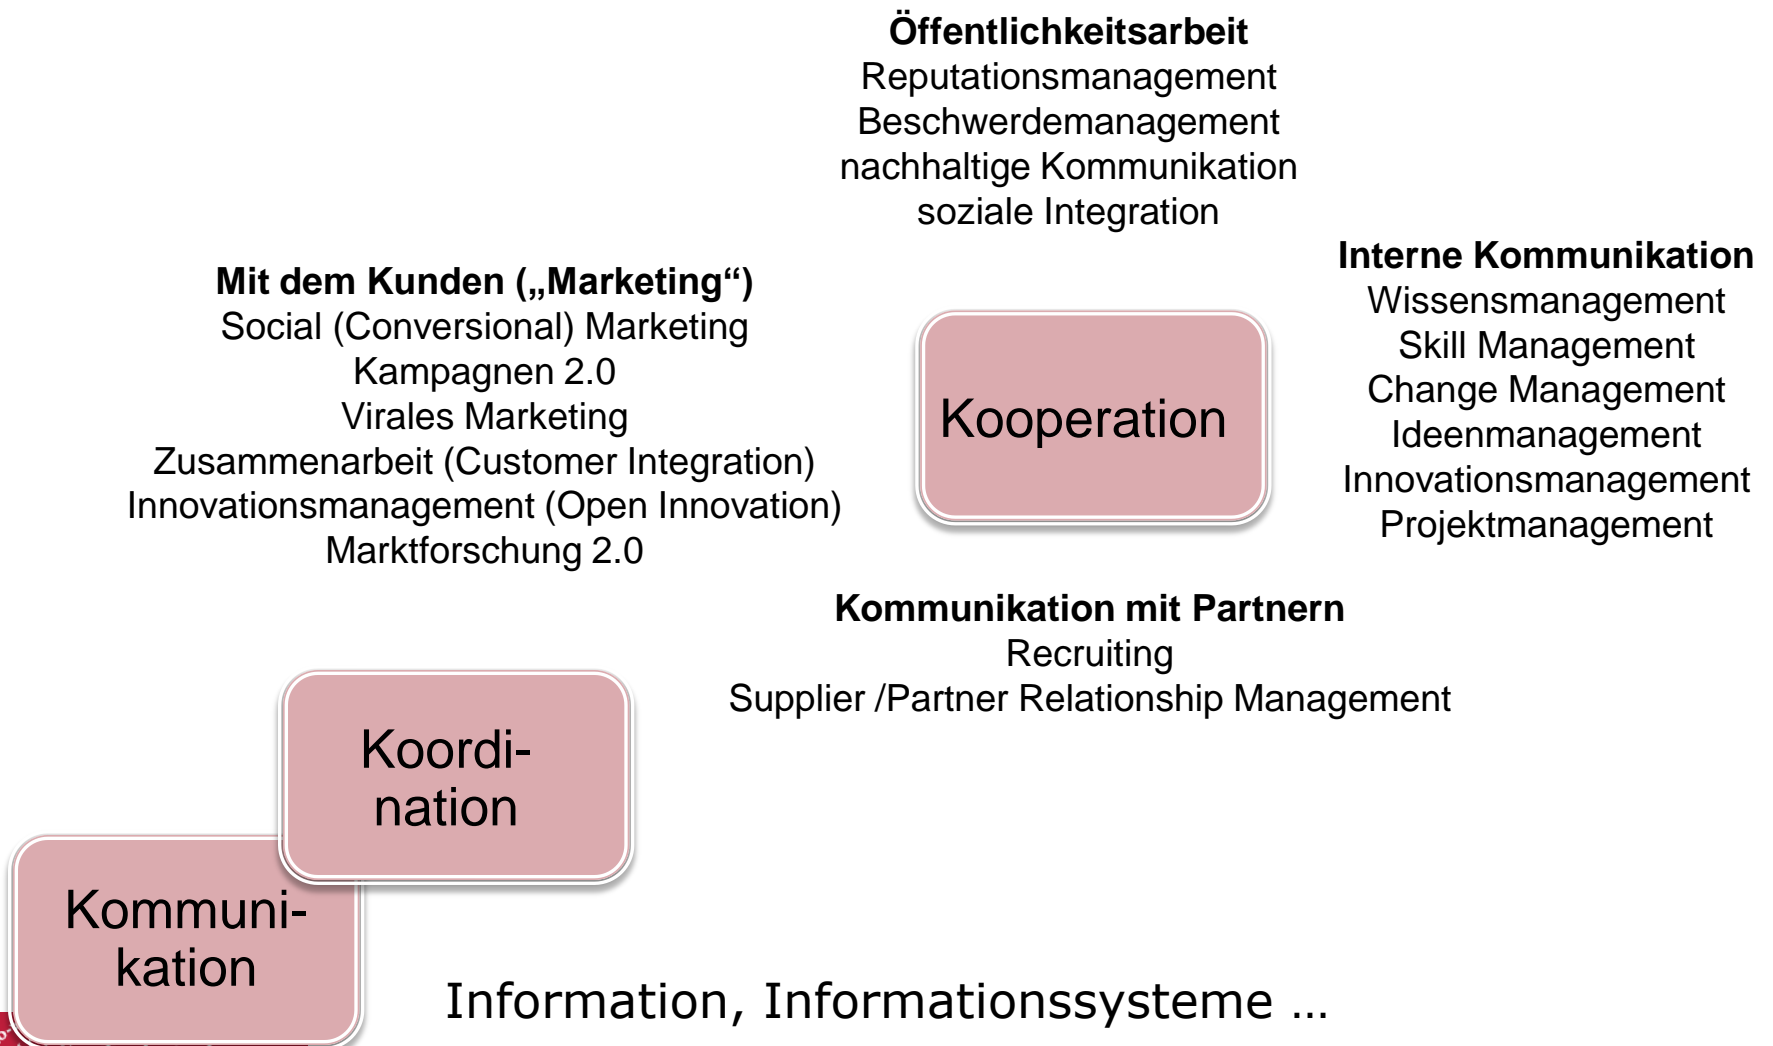 Öffentlichkeitsarbeit
Reputationsmanagement
Beschwerdemanagement
nachhaltige Kommunikation
soziale Integration
Mit dem Kunden („Marketing“)
Social (Conversional) Marketing
Kampagnen 2.0
Virales Marketing
Zusammenarbeit (Customer Integration)
Innovationsmanagement (Open Innovation)
Marktforschung 2.0
Kooperation
Interne Kommunikation
Wissensmanagement
Skill Management
Change Management
Ideenmanagement
Innovationsmanagement
Projektmanagement
Kommunikation mit Partnern
Recruiting
Supplier /Partner Relationship Management
Koordi-
nation
Kommuni-
kation
Information, Informationssysteme …